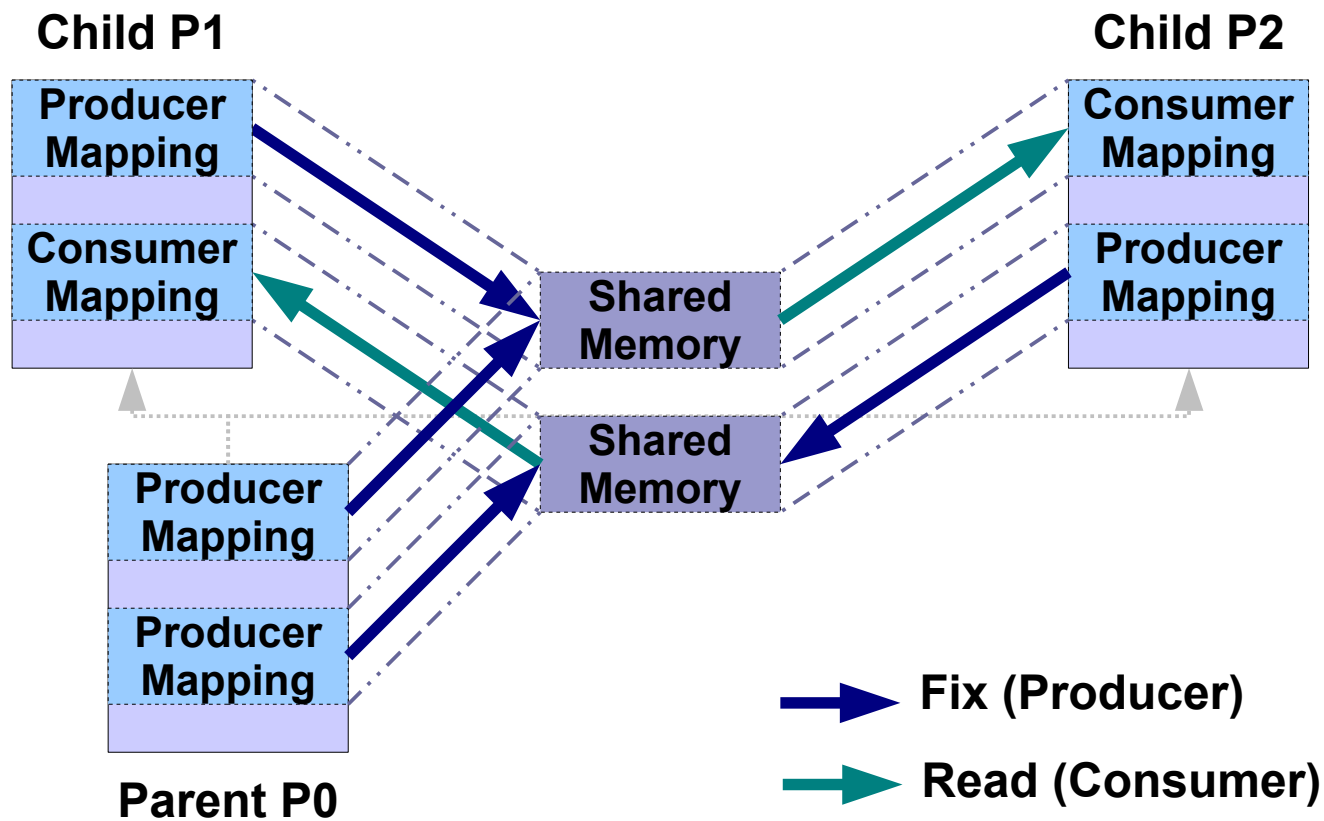 Child P1
Child P2
Producer
Mapping
Consumer
Mapping
Consumer
Mapping
Producer
Mapping
Shared
Memory
Shared
Memory
Producer
Mapping
Producer
Mapping
Parent P0
Fix (Producer)
Read (Consumer)